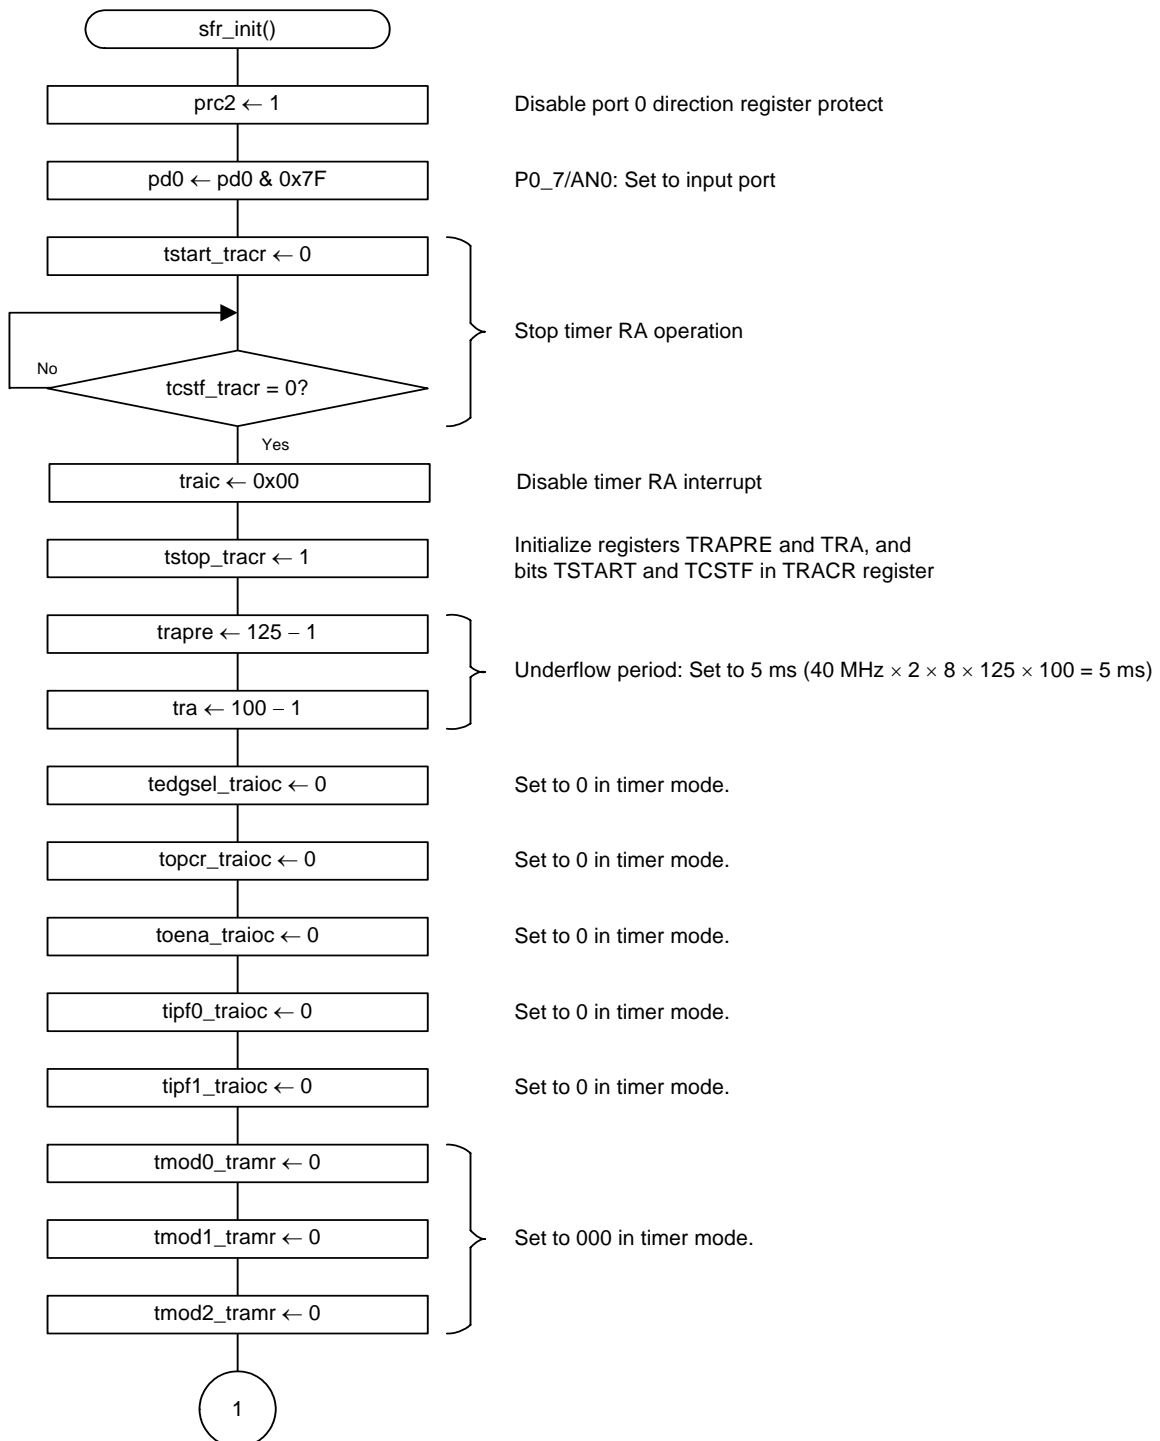 sfr_init()
prc2 ← 1
Disable port 0 direction register protect
pd0 ← pd0 & 0x7F
P0_7/AN0: Set to input port
tstart_tracr ← 0
Stop timer RA operation
No
tcstf_tracr = 0?
Yes
traic ← 0x00
Disable timer RA interrupt
tstop_tracr ← 1
Initialize registers TRAPRE and TRA, and
bits TSTART and TCSTF in TRACR register
trapre ← 125 − 1
Underflow period: Set to 5 ms (40 MHz × 2 × 8 × 125 × 100 = 5 ms)
tra ← 100 − 1
tedgsel_traioc ← 0
Set to 0 in timer mode.
topcr_traioc ← 0
Set to 0 in timer mode.
toena_traioc ← 0
Set to 0 in timer mode.
tipf0_traioc ← 0
Set to 0 in timer mode.
tipf1_traioc ← 0
Set to 0 in timer mode.
tmod0_tramr ← 0
tmod1_tramr ← 0
Set to 000 in timer mode.
tmod2_tramr ← 0
1